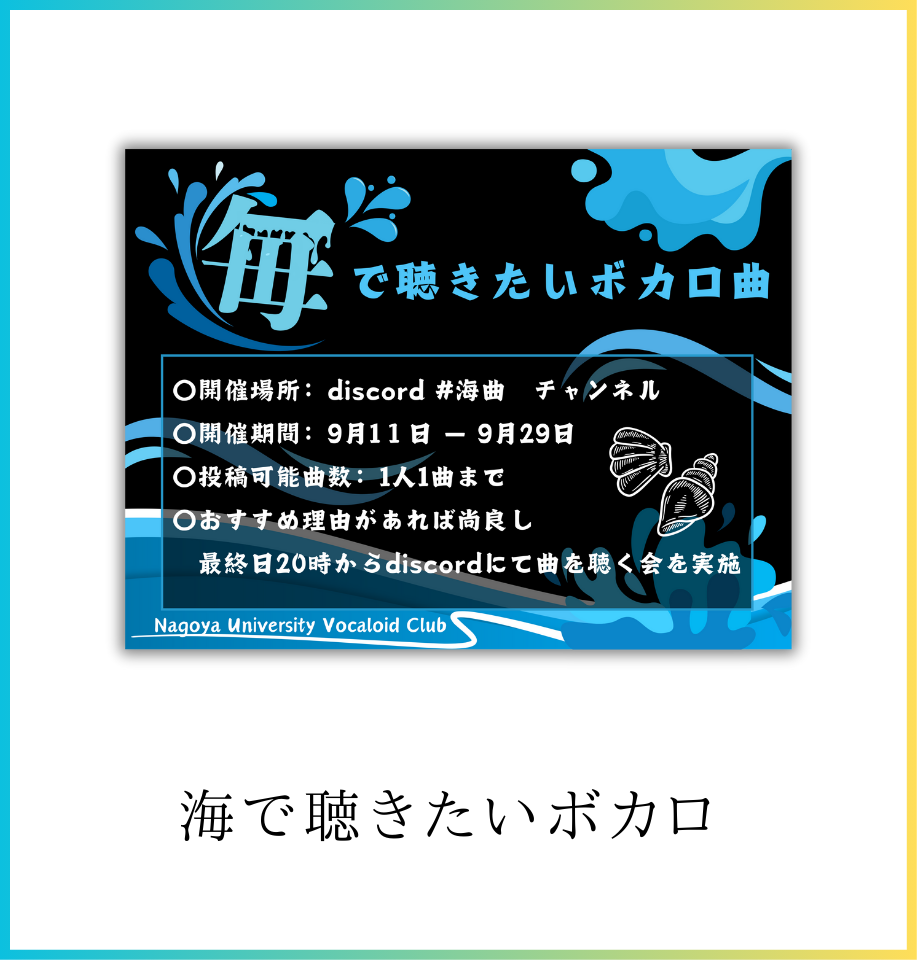 海で聴きたいボカロ曲
〇開催場所：discord #海曲　チャンネル
〇開催期間：9月11日 ー 9月29日
〇投稿可能曲数：1人1曲まで
〇おすすめ理由があれば尚良し
最終日20時からdiscordにて曲を聴く会を実施
Nagoya University Vocaloid Club
海で聴きたいボカロ